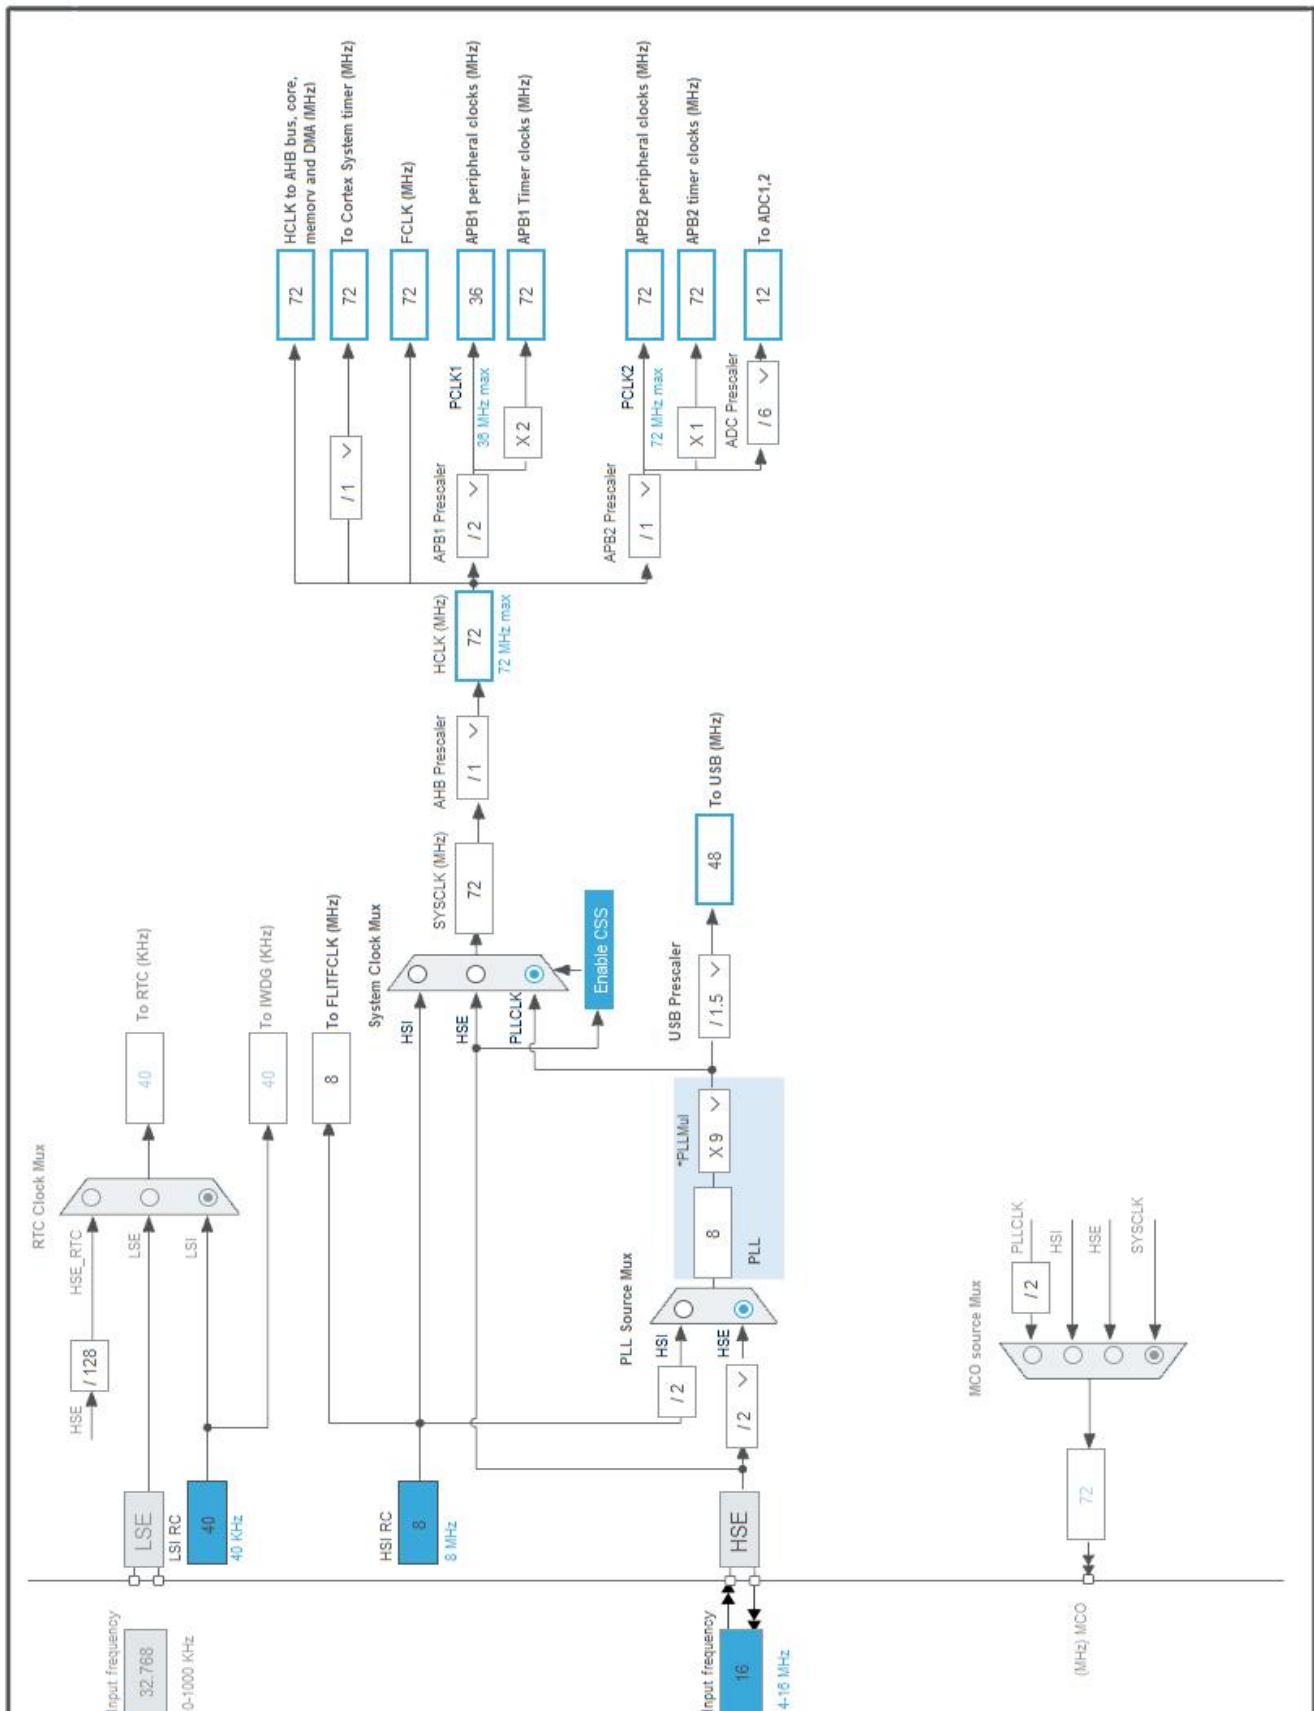 RTC Clock Mux
HSE
/ 128
HSE_RTC
LSE
LSI
40
To RTC (KHz)
Input frequency
32.768
0-1000 KHz
LSE
LSI RC
40
40 KHz
40
To IWDG (KHz)
8
To FLITFCLK (MHz)
HSI RC
8
8 MHz
System Clock Mux
HSI
HSE
PLLCLK
Enable CSS
SYSCLK (MHz)
72
AHB Prescaler
/ 1
HCLK (MHz)
72
72 MHz max
72
HCLK to AHB bus, core,
memory and DMA (MHz)
/ 1
72
To Cortex System timer (MHz)
72
FCLK (MHz)
APB1 Prescaler
/ 2
PCLK1
36 MHz max
36
APB1 peripheral clocks (MHz)
X 2
72
APB1 Timer clocks (MHz)
APB2 Prescaler
/ 1
PCLK2
72 MHz max
72
APB2 peripheral clocks (MHz)
X 1
72
APB2 timer clocks (MHz)
ADC Prescaler
/ 6
12
To ADC1,2
PLL Source Mux
HSI
/ 2
HSE
/ 2
8
*PLLMul
X 9
PLL
USB Prescaler
/ 1.5
48
To USB (MHz)
Input frequency
16
4-16 MHz
HSE
MCO source Mux
PLLCLK
/ 2
HSI
HSE
SYSCLK
72
(MHz) MCO